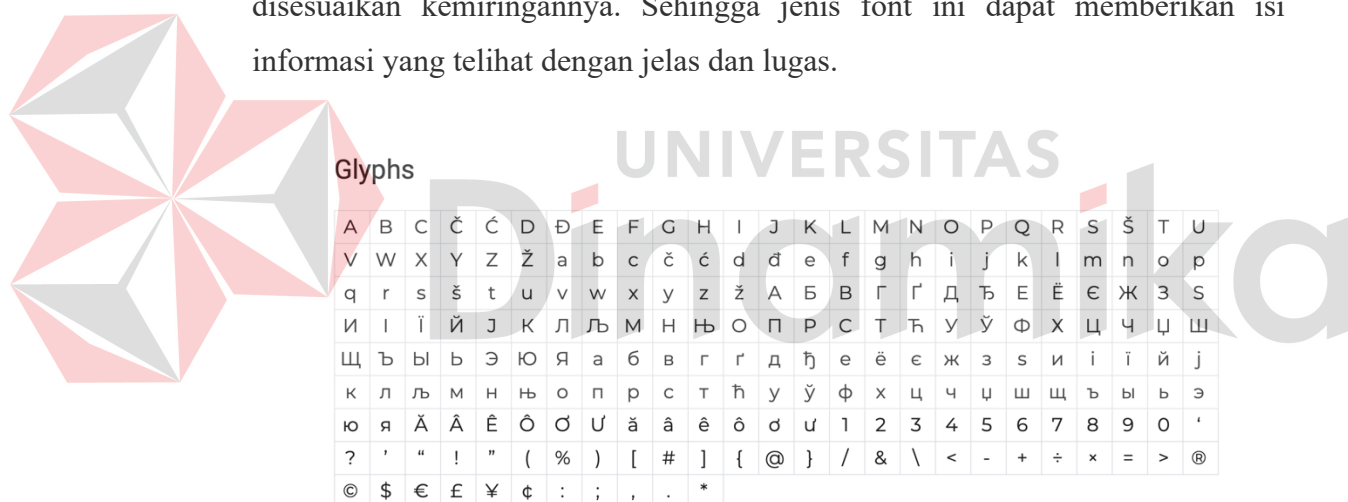 disesuaikan kemiringannya. Sehingga jenis font ini dapat memberikan isi
informasi yang telihat dengan jelas dan lugas.
UNIVERSITAS
Dinamika
Glyphs
A B C Č Ć D Đ E F G H I J K L M N O P Q R S Š T U
V W X Y Z Ž a b c č ć d đ e f g h i j k l m n o p
q r s š t u v w x y z ž А Б В Г Ґ Д Ђ Е Ё Є Ж З Ѕ
И І Ї Й Ј К Л Љ М Н Њ О П Р С Т Ћ У Ў Ф Х Ц Ч Џ Ш
Щ Ъ Ы Ь Э Ю Я а б в г ґ д ђ е ё є ж з ѕ и і ї й ј
к л љ м н њ о п р с т ћ у ў ф х ц ч џ ш щ ъ ы ь э
ю я Ă Â Ê Ô Ơ Ư ă â ê ô ơ ư 1 2 3 4 5 6 7 8 9 0 ‘
? ’ “ ! ” ( % ) [ # ] { @ } / & \ < - + ÷ × = > ®
© $ € £ ¥ ¢ : ; , . *